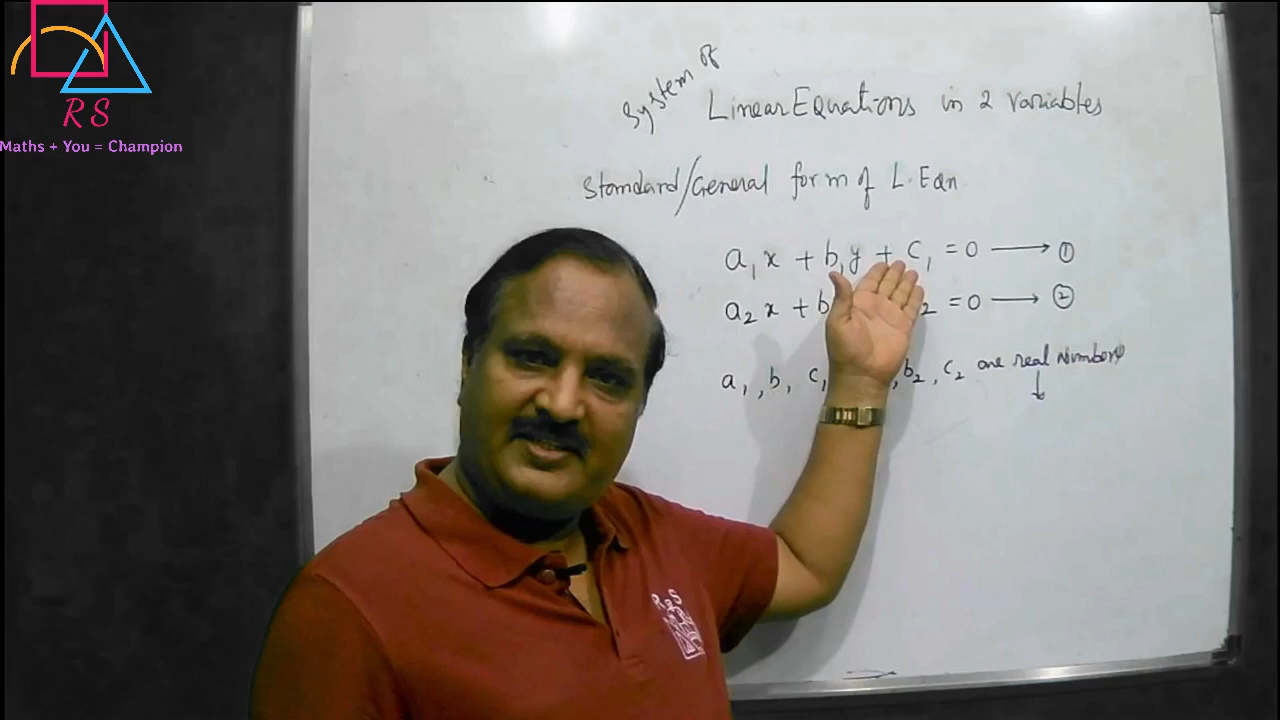 RS
Maths + You = Champion
System of
Linear Equations in 2 variables
Standard/General form of L.Eqn
a₁x + b₁y + c₁ = 0 ⟶ ①
a₂x + b ₂ = 0 ⟶ ②
a₁, b, c₁ , b₂, c₂ are real Numbers
R S